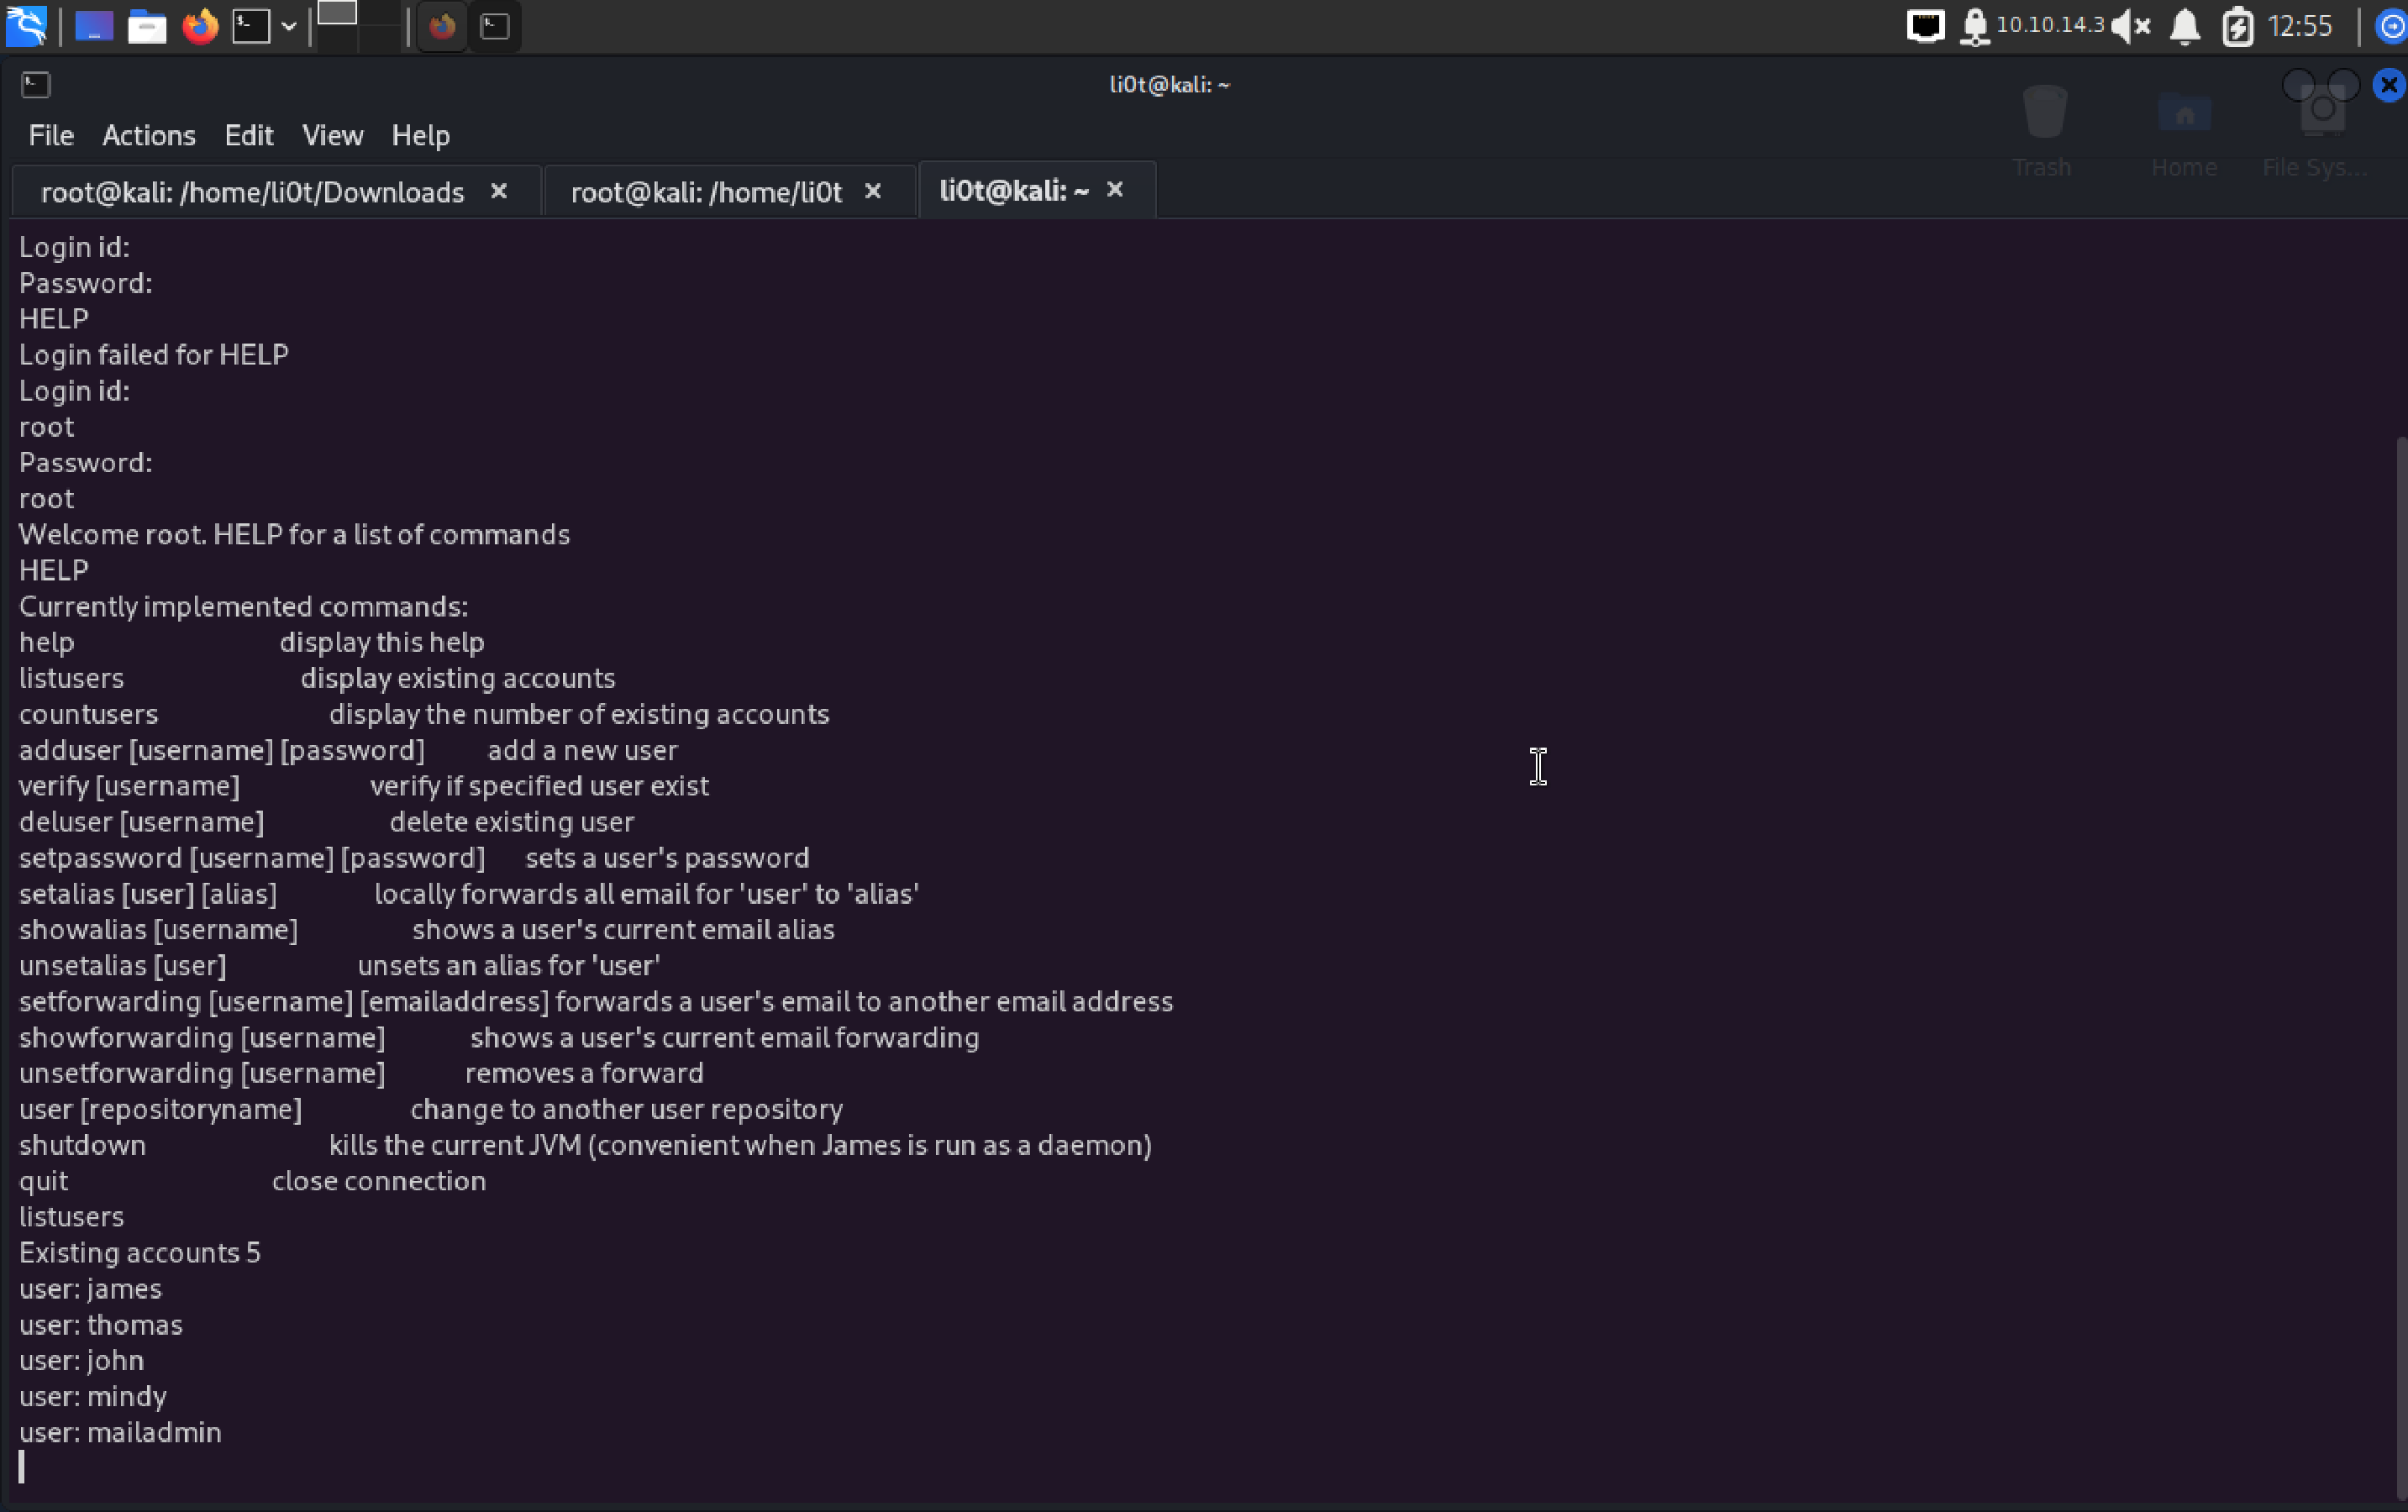 10.10.14.3 12:55
li0t@kali: ~
Trash Home File Sys...
File Actions Edit View Help
root@kali: /home/li0t/Downloads root@kali: /home/li0t li0t@kali: ~
Login id:
Password:
HELP
Login failed for HELP
Login id:
root
Password:
root
Welcome root. HELP for a list of commands
HELP
Currently implemented commands:
help display this help
listusers display existing accounts
countusers display the number of existing accounts
adduser [username] [password] add a new user
verify [username] verify if specified user exist
deluser [username] delete existing user
setpassword [username] [password] sets a user's password
setalias [user] [alias] locally forwards all email for 'user' to 'alias'
showalias [username] shows a user's current email alias
unsetalias [user] unsets an alias for 'user'
setforwarding [username] [emailaddress] forwards a user's email to another email address
showforwarding [username] shows a user's current email forwarding
unsetforwarding [username] removes a forward
user [repositoryname] change to another user repository
shutdown kills the current JVM (convenient when James is run as a daemon)
quit close connection
listusers
Existing accounts 5
user: james
user: thomas
user: john
user: mindy
user: mailadmin